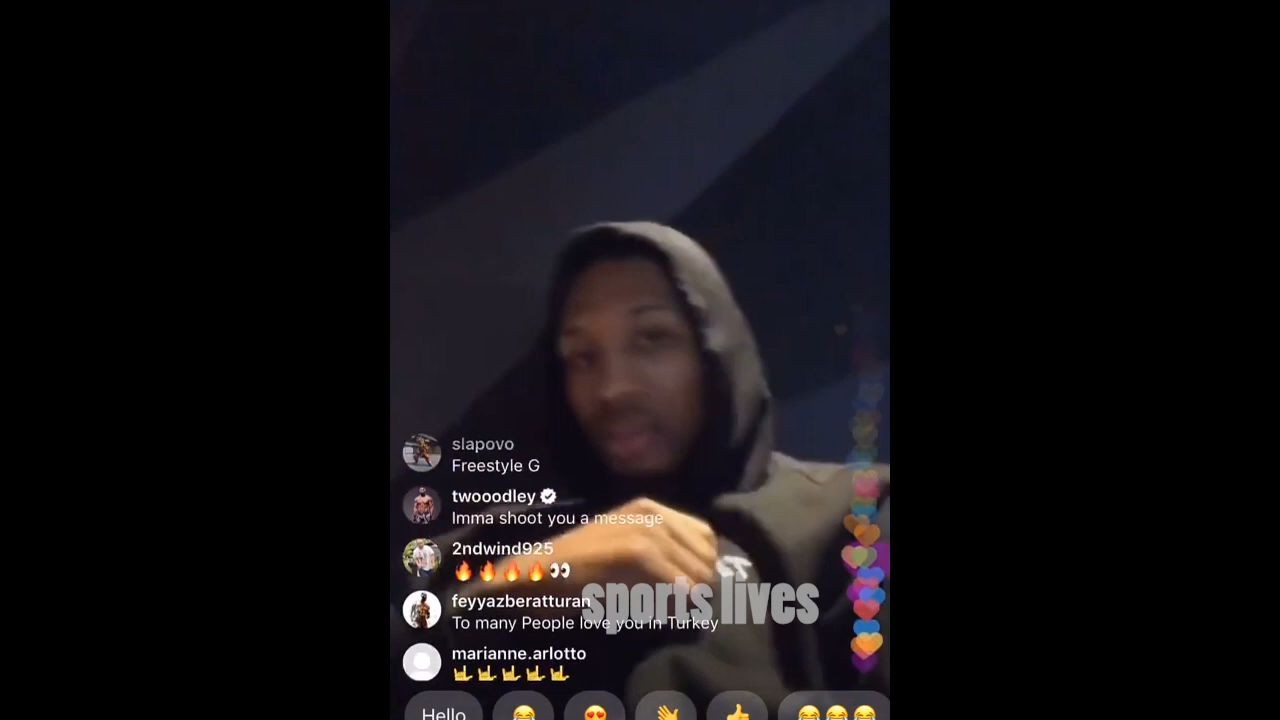 slapovo
Freestyle G
twooodley
Imma shoot you a message
2ndwind925
🔥🔥🔥🔥👀
feyyazberatturan
To many People love you in Turkey
sports lives
marianne.arlotto
🤙🤙🤙🤙🤙
Hello 😂 😍 👋 👍 😂😂😂